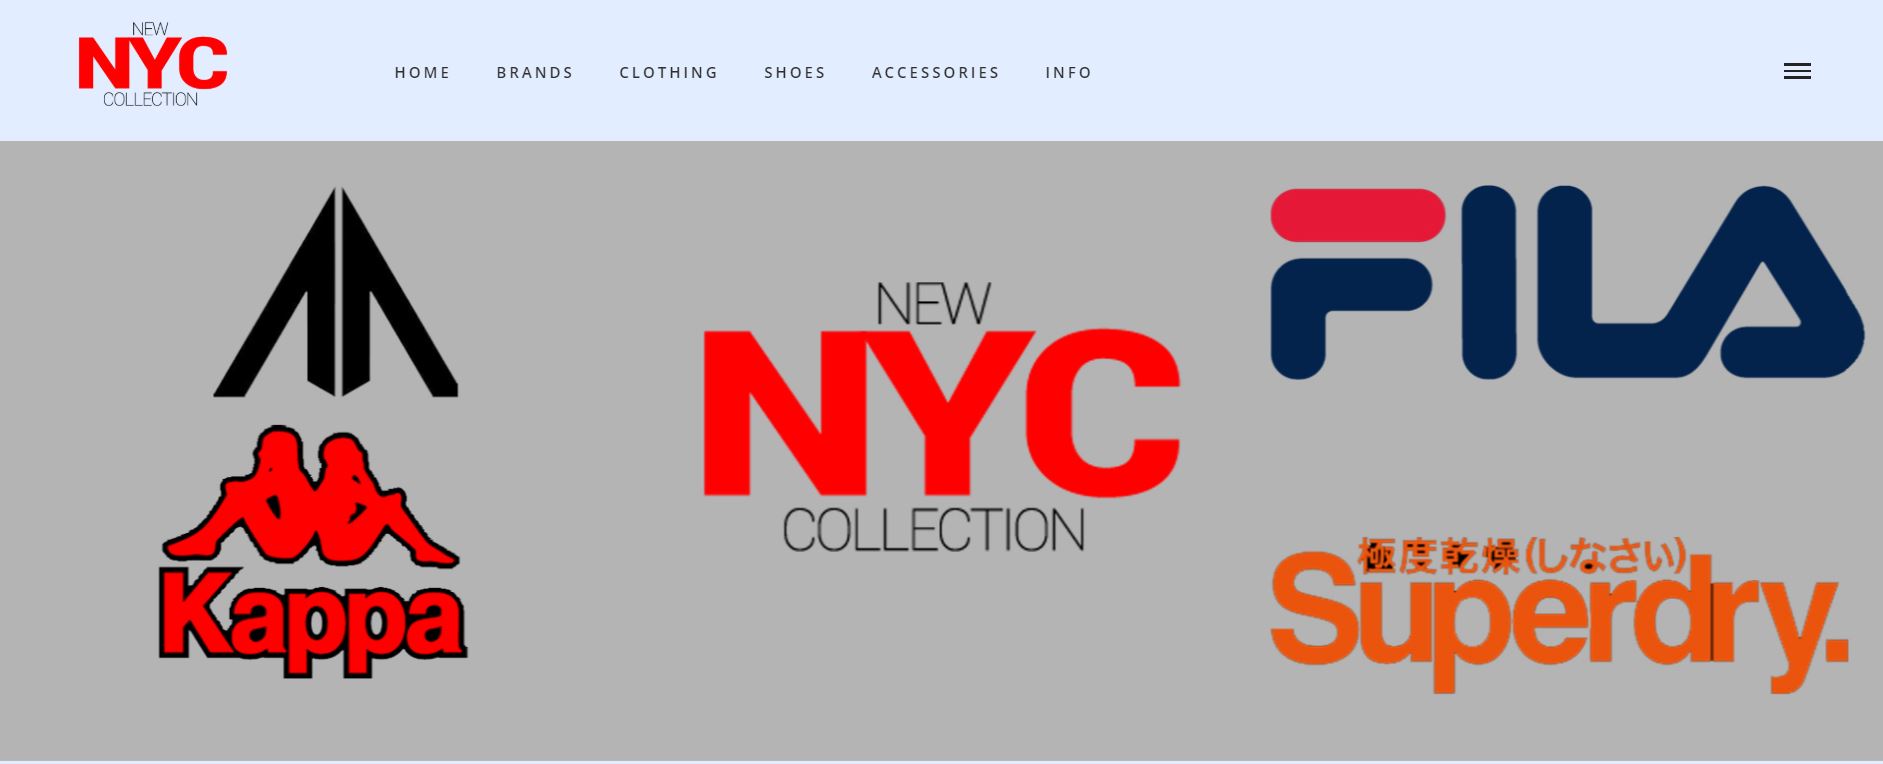 NEW
NYC
COLLECTION
HOME BRANDS CLOTHING SHOES ACCESSORIES INFO
FILA
NEW
NYC
COLLECTION
Kappa
極度乾燥(しなさい)
Superdry.